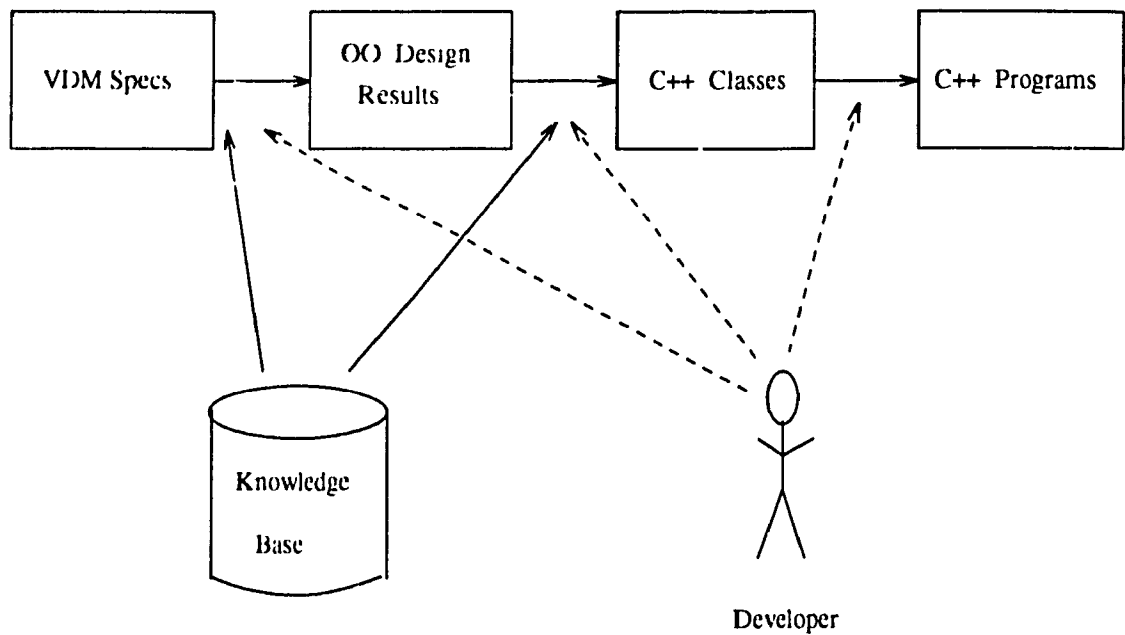 VDM Specs
OO Design
Results
C++ Classes
C++ Programs
Knowledge
Base
Developer